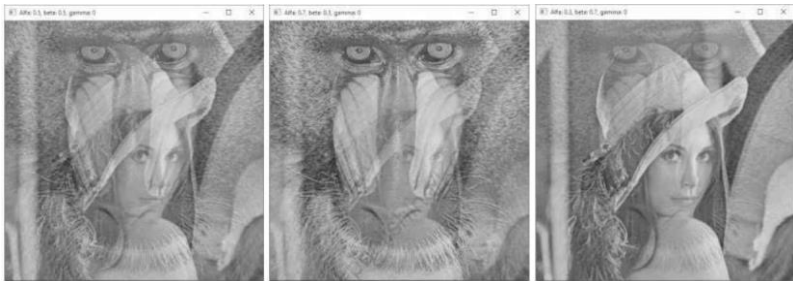 Alfa: 0.5, beta: 0.5, gamma: 0
Alfa: 0.7, beta: 0.3, gamma: 0
Alfa: 0.3, beta: 0.7, gamma: 0